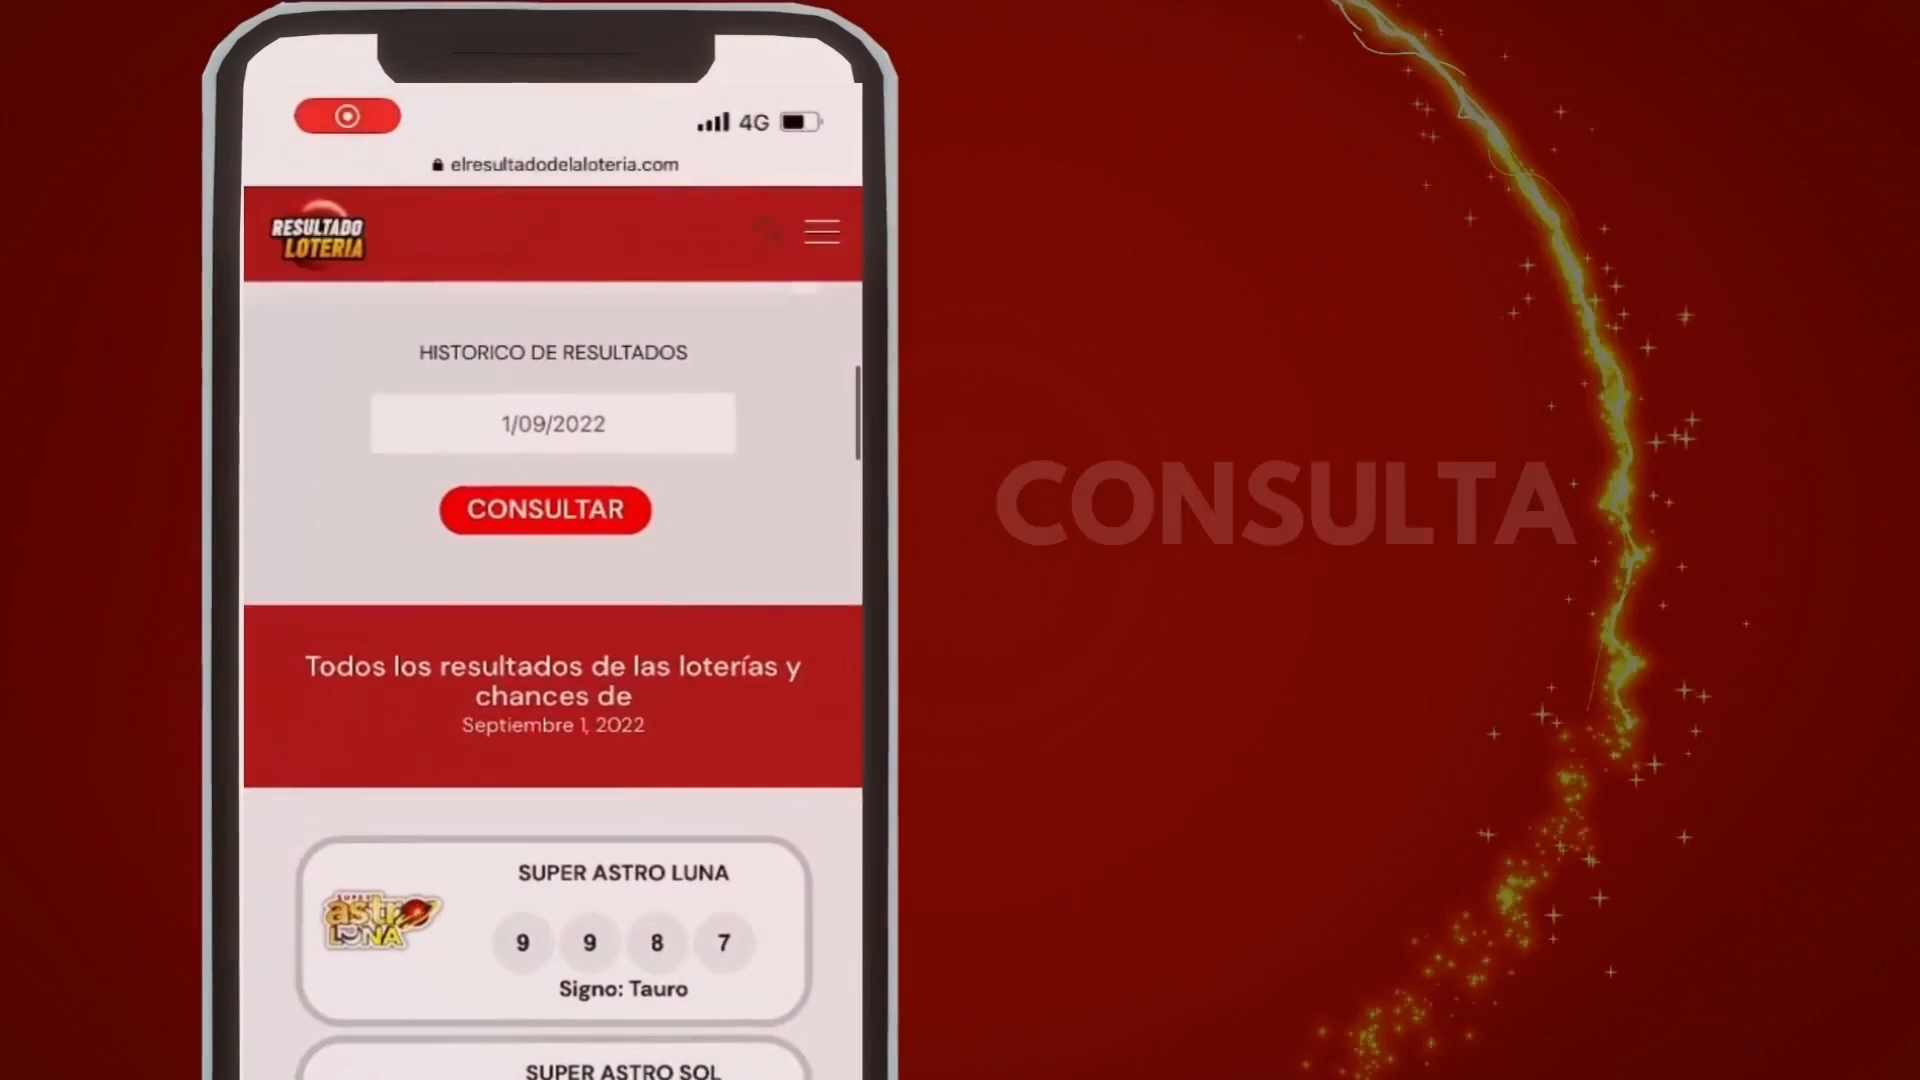 4G
elresultadodelaloteria.com
RESULTADO
LOTERIA
HISTORICO DE RESULTADOS
1/09/2022
CONSULTAR
CONSULTA
Todos los resultados de las loterías y
chances de
Septiembre 1, 2022
SUPER ASTRO LUNA
SUPER
astro
LUNA
9 9 8 7
Signo: Tauro
SUPER ASTRO SOL